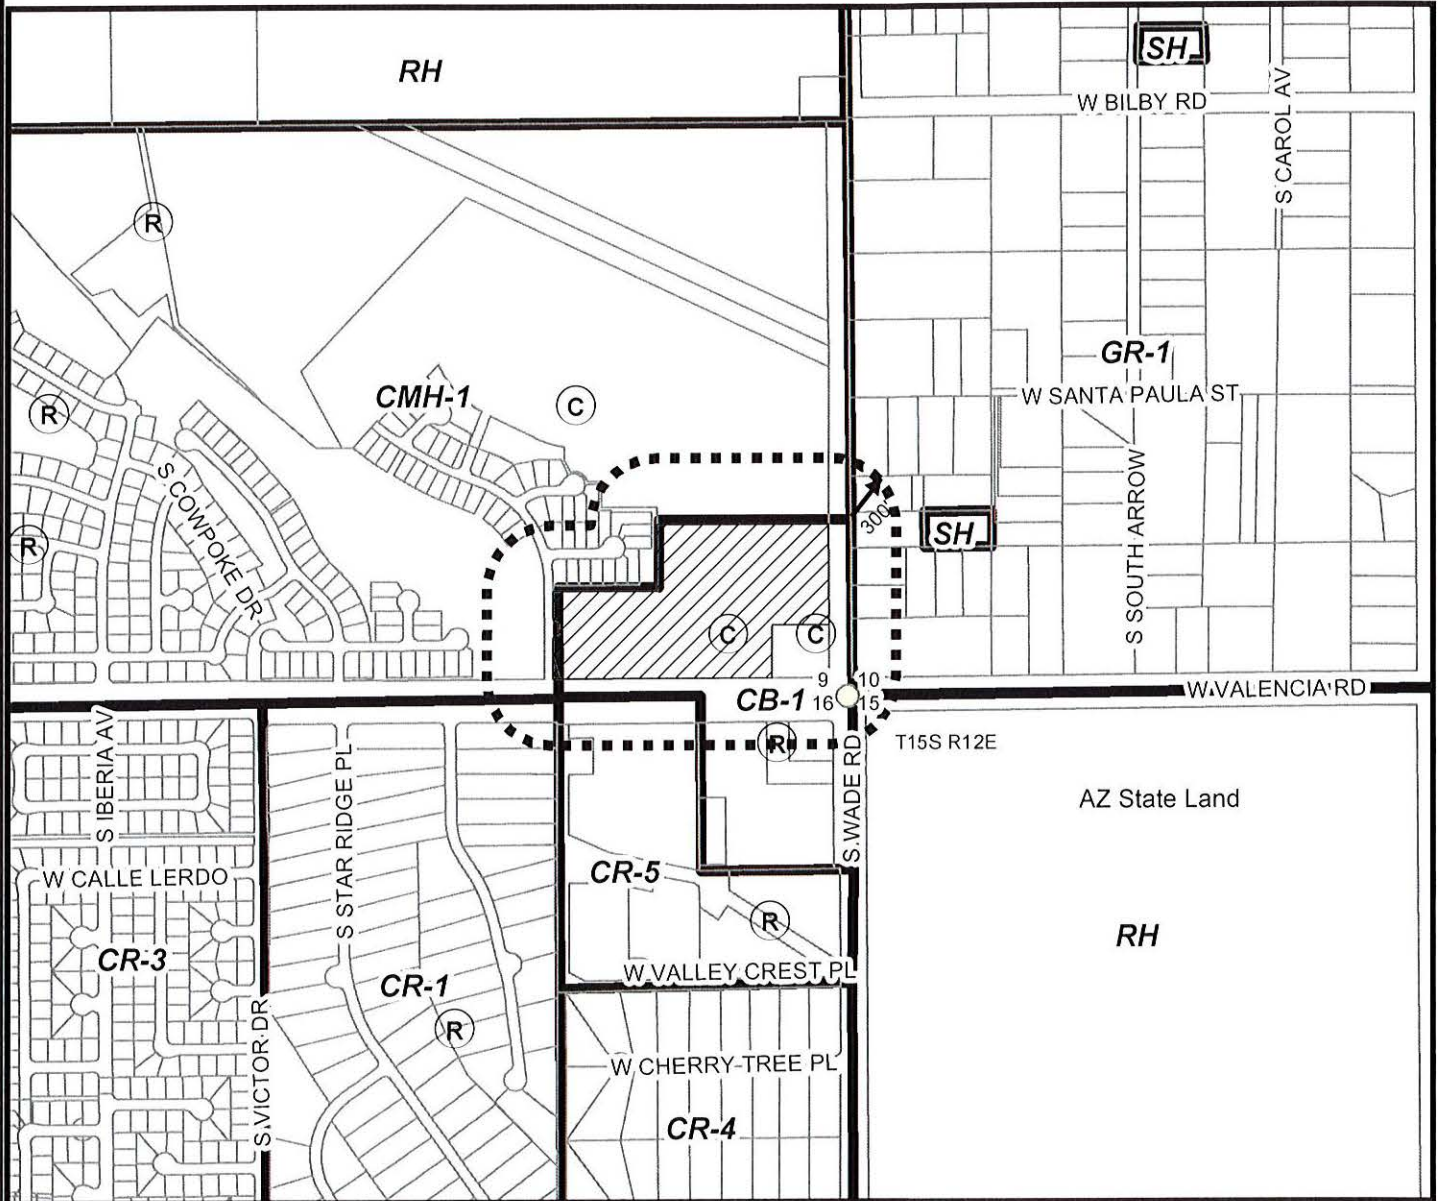 SH
RH
W BILBY RD
S CAROL AV
R
GR-1
CMH-1
W SANTA PAULA ST
C
R
S COWPOKE DR
S SOUTH ARROW
300'
SH
R
C
C
9
10
W VALENCIA RD
CB-1
16
15
S IBERIA AV
R
T15S R12E
S WADE RD
S STAR RIDGE PL
AZ State Land
CR-5
W CALLE LERDO
R
RH
CR-3
W VALLEY CREST PL
CR-1
S VICTOR DR
R
W CHERRY TREE PL
CR-4